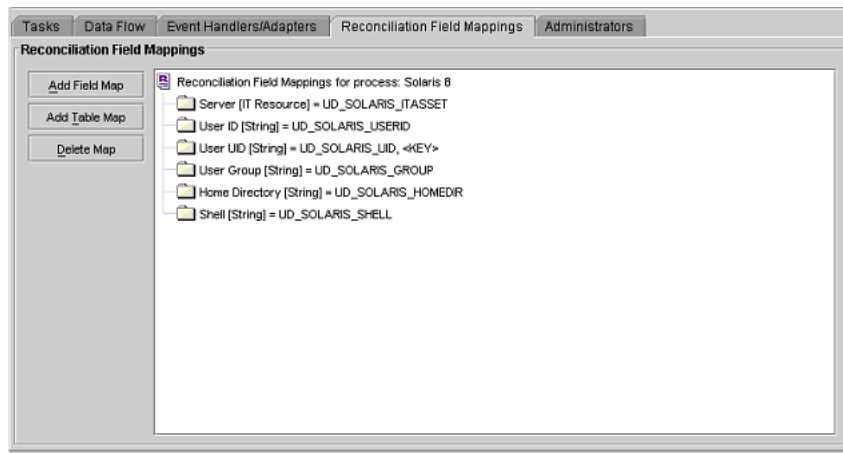 Tasks Data Flow Event Handlers/Adapters Reconciliation Field Mappings Administrators
Reconciliation Field Mappings
Add Field Map
Add Table Map
Delete Map
Reconciliation Field Mappings for process: Solaris 8
Server [IT Resource] = UD_SOLARIS_ITASSET
User ID [String] = UD_SOLARIS_USERID
User UID [String] = UD_SOLARIS_UID, <KEY>
User Group [String] = UD_SOLARIS_GROUP
Home Directory [String] = UD_SOLARIS_HOMEDIR
Shell [String] = UD_SOLARIS_SHELL